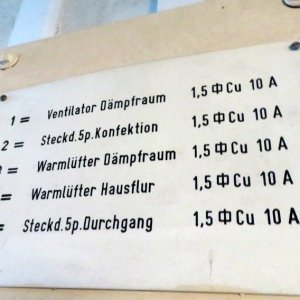 1 = Ventilator Dämpfraum 1,5 ф Cu 10 A
2 = Steckd.5p.Konfektion 1,5 ф Cu 10 A
= Warmlüfter Dämpfraum 1,5 ф Cu 10 A
= Warmlüfter Hausflur 1,5 ф Cu 10 A
= Steckd.5p.Durchgang 1,5 ф Cu 10 A